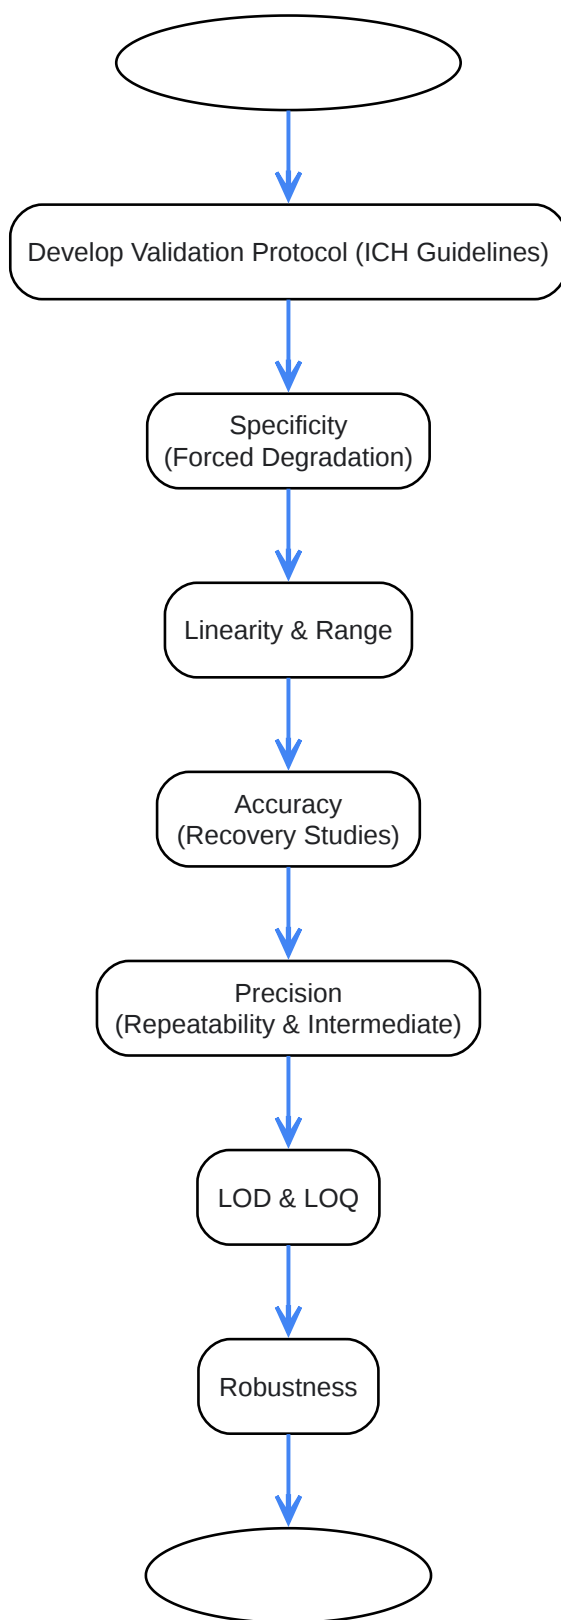 Develop Validation Protocol (ICH Guidelines)
Specificity
(Forced Degradation)
Linearity & Range
Accuracy
(Recovery Studies)
Precision
(Repeatability & Intermediate)
LOD & LOQ
Robustness